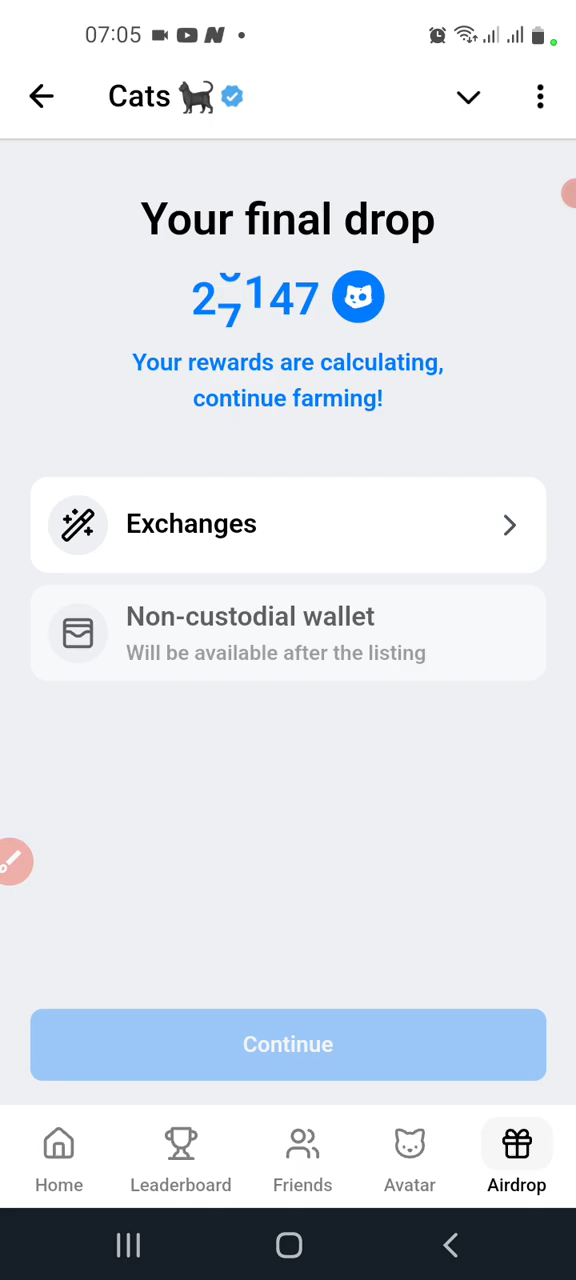 07:05
Cats
Your final drop
Your rewards are calculating,
continue farming!
Exchanges
Non-custodial wallet
Will be available after the listing
Continue
Home
Leaderboard
Friends
Avatar
Airdrop